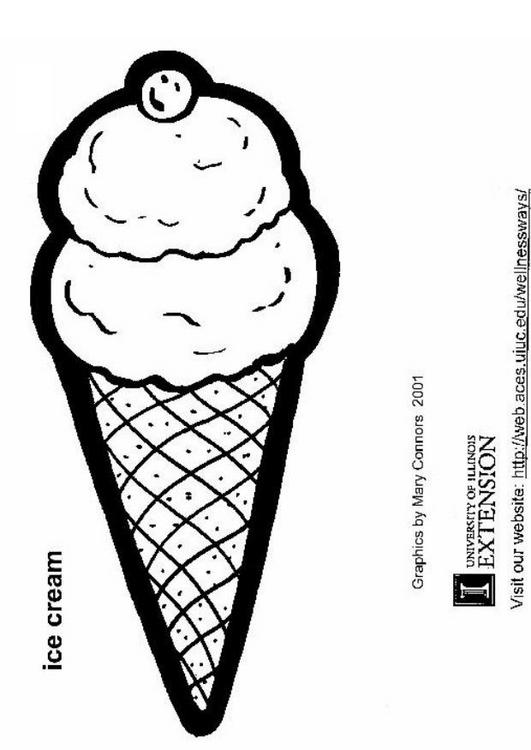 ice cream
Graphics by Mary Connors 2001
I
UNIVERSITY OF ILLINOIS
EXTENSION
Visit our website: http://web.aces.uiuc.edu/wellnessways/